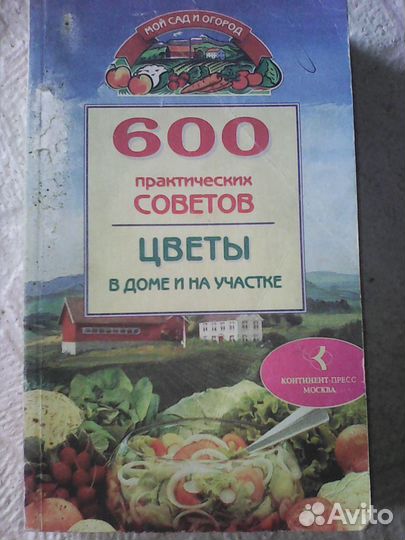 МОЙ САД И ОГОРОД
600
практических
СОВЕТОВ
ЦВЕТЫ
В ДОМЕ И НА УЧАСТКЕ
КОНТИНЕНТ-ПРЕСС
МОСКВА
Avito